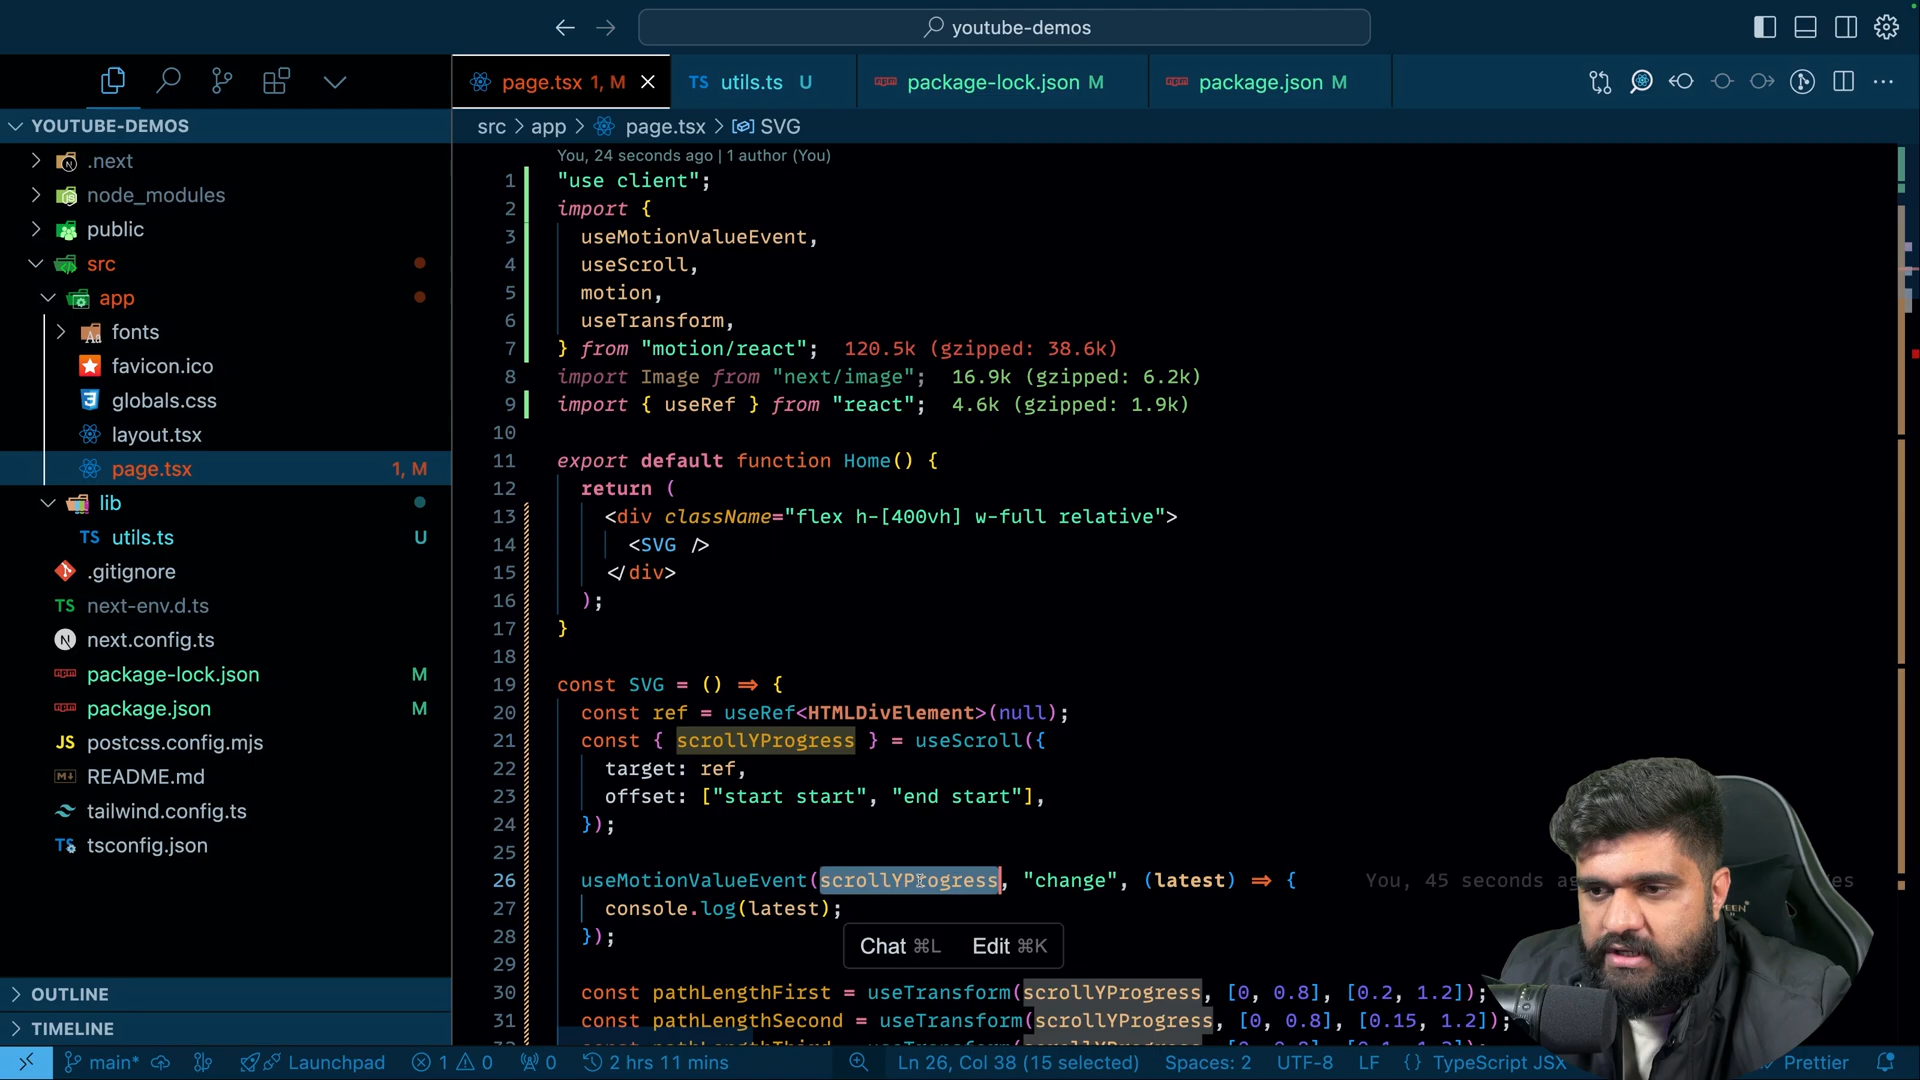 youtube-demos
page.tsx 1, M
TS utils.ts U
package-lock.json M
package.json M
YOUTUBE-DEMOS
src > app > page.tsx > SVG
.next
node_modules
public
src
app
fonts
favicon.ico
globals.css
layout.tsx
page.tsx 1, M
lib
TS utils.ts U
.gitignore
TS next-env.d.ts
next.config.ts
package-lock.json M
package.json M
JS postcss.config.mjs
README.md
tailwind.config.ts
TS tsconfig.json
OUTLINE
TIMELINE
You, 24 seconds ago | 1 author (You)
1 "use client";
2 import {
3 useMotionValueEvent,
4 useScroll,
5 motion,
6 useTransform,
7 } from "motion/react"; 120.5k (gzipped: 38.6k)
8 import Image from "next/image"; 16.9k (gzipped: 6.2k)
9 import { useRef } from "react"; 4.6k (gzipped: 1.9k)
10
11 export default function Home() {
12 return (
13 <div className="flex h-[400vh] w-full relative">
14 <SVG />
15 </div>
16 );
17 }
18
19 const SVG = () => {
20 const ref = useRef<HTMLDivElement>(null);
21 const { scrollYProgress } = useScroll({
22 target: ref,
23 offset: ["start start", "end start"],
24 });
25
26 useMotionValueEvent(scrollYProgress, "change", (latest) => { You, 45 seconds
27 console.log(latest);
28 });
Chat ⌘L Edit ⌘K
29
30 const pathLengthFirst = useTransform(scrollYProgress, [0, 0.8], [0.2, 1.2]);
31 const pathLengthSecond = useTransform(scrollYProgress, [0, 0.8], [0.15, 1.2]);
main* Launchpad 1 0 0 2 hrs 11 mins Ln 26, Col 38 (15 selected) Spaces: 2 UTF-8 LF {} TypeScript JSX Prettier